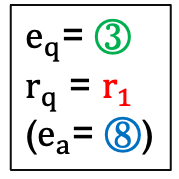 e_q= ③
r_q = r_1
(e_a= ⑧)